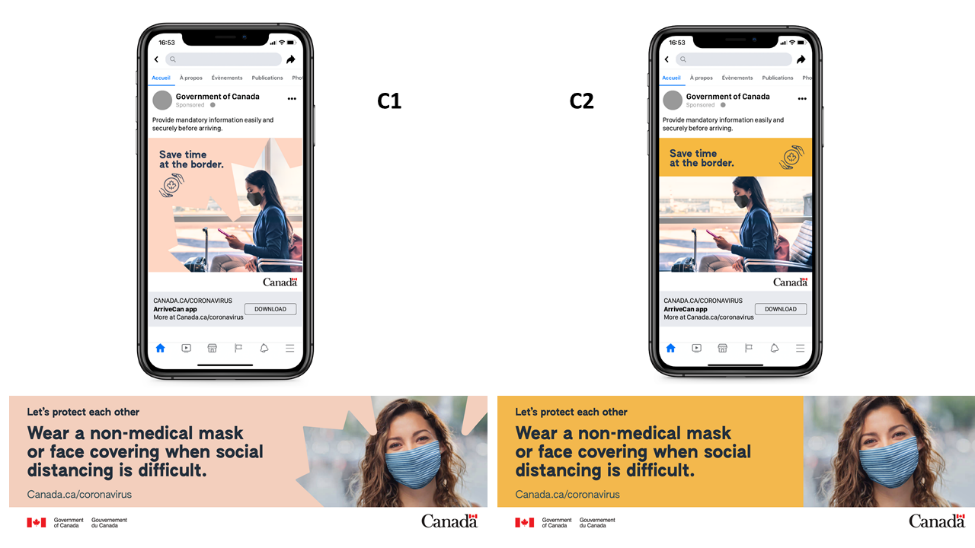 16:53
Accueil À propos Événements Publications Pho
Government of Canada
Sponsored
Provide mandatory information easily and
securely before arriving.
Save time
at the border.
Canada
CANADA.CA/CORONAVIRUS
ArriveCan app
More at Canada.ca/coronavirus
DOWNLOAD
C1
C2
16:53
Accueil À propos Événements Publications Pho
Government of Canada
Sponsored
Provide mandatory information easily and
securely before arriving.
Save time
at the border.
Canada
CANADA.CA/CORONAVIRUS
ArriveCan app
More at Canada.ca/coronavirus
DOWNLOAD
Let's protect each other
Wear a non-medical mask
or face covering when social
distancing is difficult.
Canada.ca/coronavirus
Government Gouvernement
of Canada du Canada
Canada
Let's protect each other
Wear a non-medical mask
or face covering when social
distancing is difficult.
Canada.ca/coronavirus
Government Gouvernement
of Canada du Canada
Canada